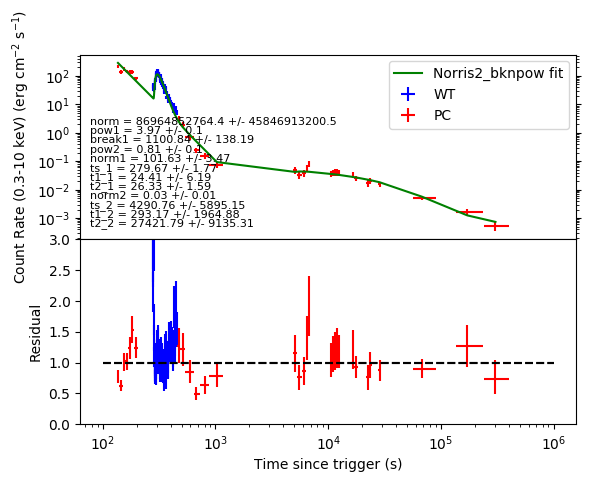 Count Rate (0.3-10 keV) (erg cm⁻² s⁻¹)
10²
10¹
10⁰
10⁻¹
10⁻²
10⁻³
Norris2_bknpow fit
WT
PC
norm = 86964852764.4 +/- 45846913200.5
pow1 = 3.97 +/- 0.1
break1 = 1100.84 +/- 138.19
pow2 = 0.81 +/- 0.1
norm1 = 101.63 +/- 3.47
ts_1 = 279.67 +/- 1.77
t1_1 = 24.41 +/- 6.19
t2_1 = 26.33 +/- 1.59
norm2 = 0.03 +/- 0.01
ts_2 = 4290.76 +/- 5895.15
t1_2 = 293.17 +/- 1964.88
t2_2 = 27421.79 +/- 9135.31
Residual
3.0
2.5
2.0
1.5
1.0
0.5
0.0
10² 10³ 10⁴ 10⁵ 10⁶
Time since trigger (s)